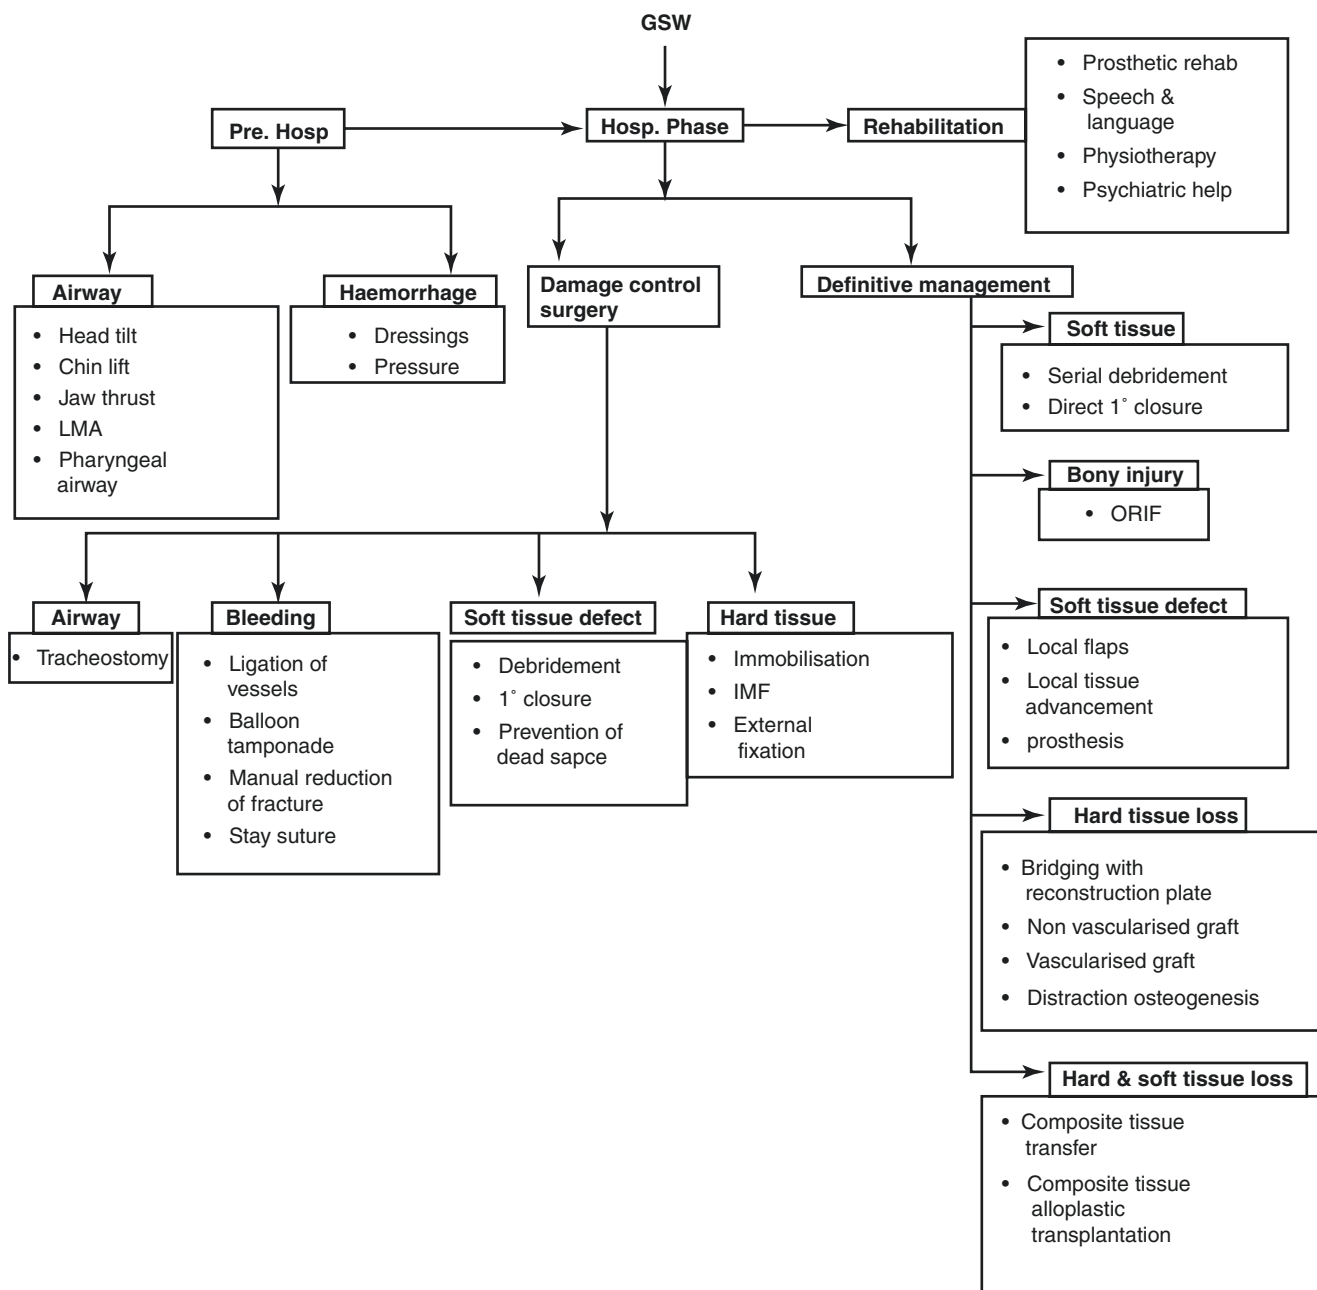 GSW
Pre. Hosp
Hosp. Phase
Rehabilitation
• Prosthetic rehab
• Speech &
language
• Physiotherapy
• Psychiatric help
Airway
• Head tilt
• Chin lift
• Jaw thrust
• LMA
• Pharyngeal
airway
Haemorrhage
• Dressings
• Pressure
Damage control
surgery
Definitive management
Airway
• Tracheostomy
Bleeding
• Ligation of
vessels
• Balloon
tamponade
• Manual reduction
of fracture
• Stay suture
Soft tissue defect
• Debridement
• 1° closure
• Prevention of
dead sapce
Hard tissue
• Immobilisation
• IMF
• External
fixation
Soft tissue
• Serial debridement
• Direct 1° closure
Bony injury
• ORIF
Soft tissue defect
• Local flaps
• Local tissue
advancement
• prosthesis
Hard tissue loss
• Bridging with
reconstruction plate
• Non vascularised graft
• Vascularised graft
• Distraction osteogenesis
Hard & soft tissue loss
• Composite tissue
transfer
• Composite tissue
alloplastic
transplantation